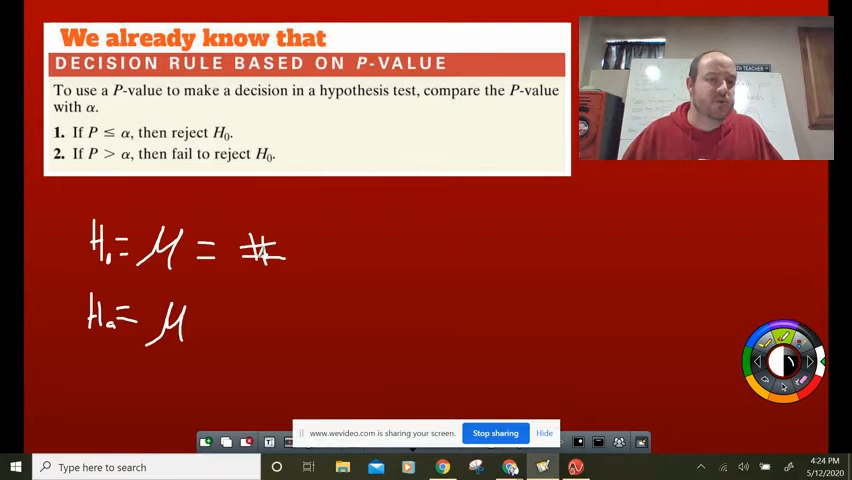 We already know that
DECISION RULE BASED ON P-VALUE
To use a P-value to make a decision in a hypothesis test, compare the P-value
with α.
1. If P ≤ α, then reject H₀.
2. If P > α, then fail to reject H₀.
H₀ = μ = #
Hₐ = μ
www.wevideo.com is sharing your screen.
Stop sharing
Hide
Type here to search
4:24 PM
5/12/2020